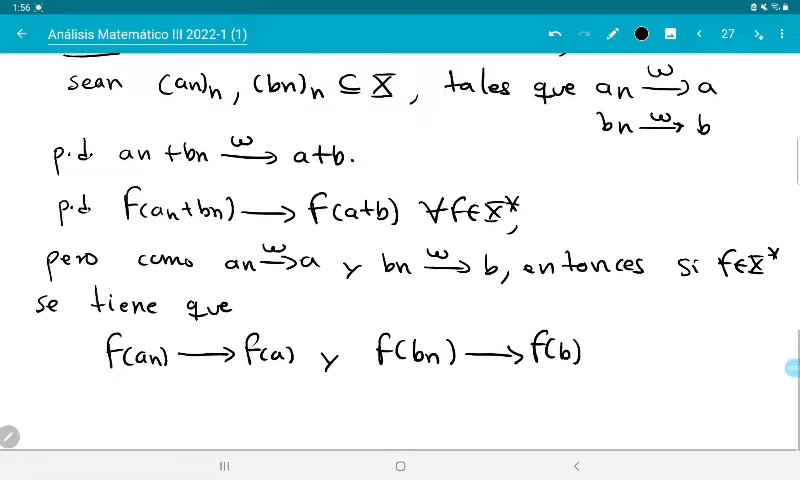 1:56
Análisis Matemático III 2022-1 (1)
27
sean (an)n, (bn)n ⊆ X, tales que an —w→ a
bn —w→ b
p.d. an + bn —w→ a+b.
p.d f(an+bn) ⟶ f(a+b) ∀f∈X*,
pero como an —w→ a y bn —w→ b, entonces si f∈X*
se tiene que
f(an) ⟶ f(a) y f(bn) ⟶ f(b)